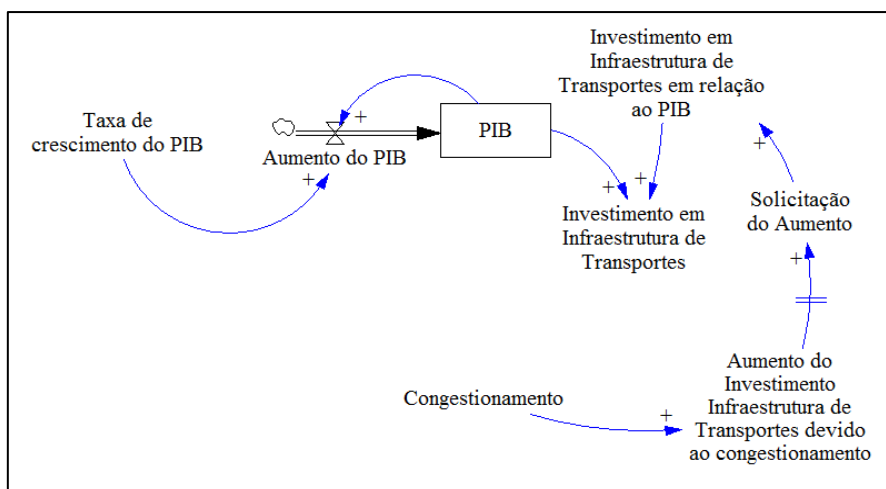 Investimento em
Infraestrutura de
Transportes em relação
ao PIB
Taxa de
crescimento do PIB
+
PIB
Aumento do PIB
+
+
+
+
Solicitação
do Aumento
Investimento em
Infraestrutura de
Transportes
+
Aumento do
Investimento
Infraestrutura de
Transportes devido
ao congestionamento
Congestionamento
+